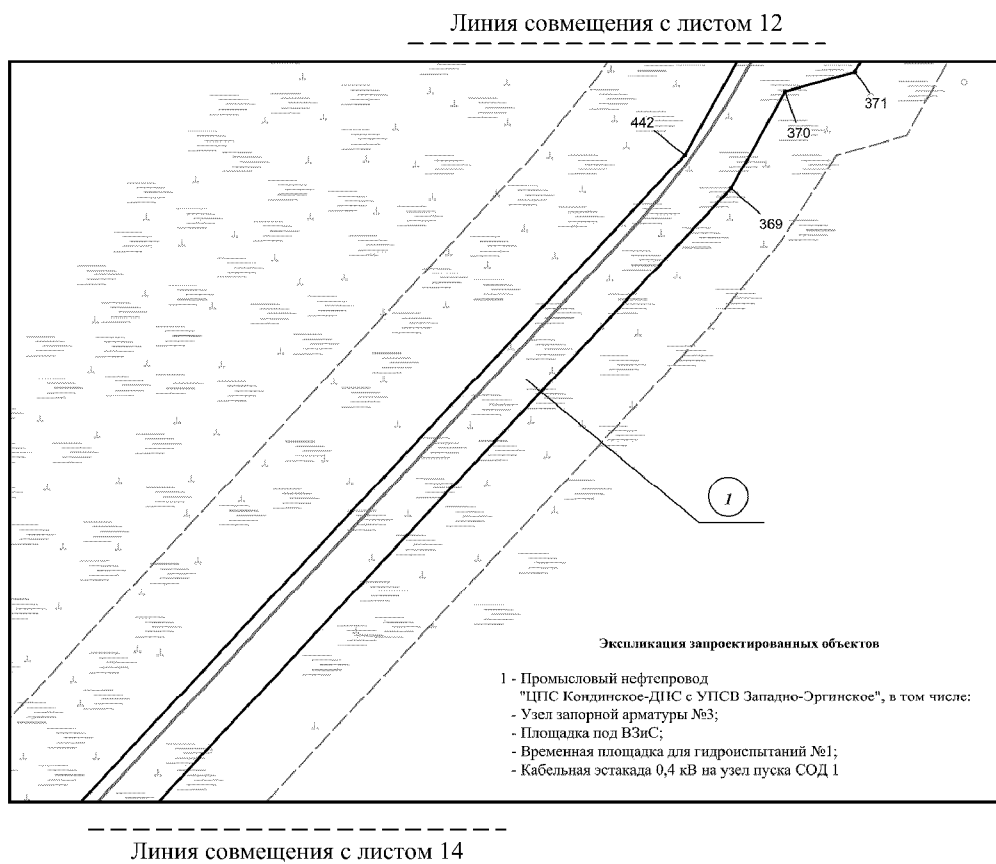 Линия совмещения с листом 12
371
442
370
369
1
Экспликация запроектированных объектов
1 - Промысловый нефтепровод
"ЦПС Кондинское-ДНС с УПСВ Западно-Эргинское", в том числе:
- Узел запорной арматуры №3;
- Площадка под ВЗиС;
- Временная площадка для гидроиспытаний №1;
- Кабельная эстакада 0,4 кВ на узел пуска СОД 1
Линия совмещения с листом 14